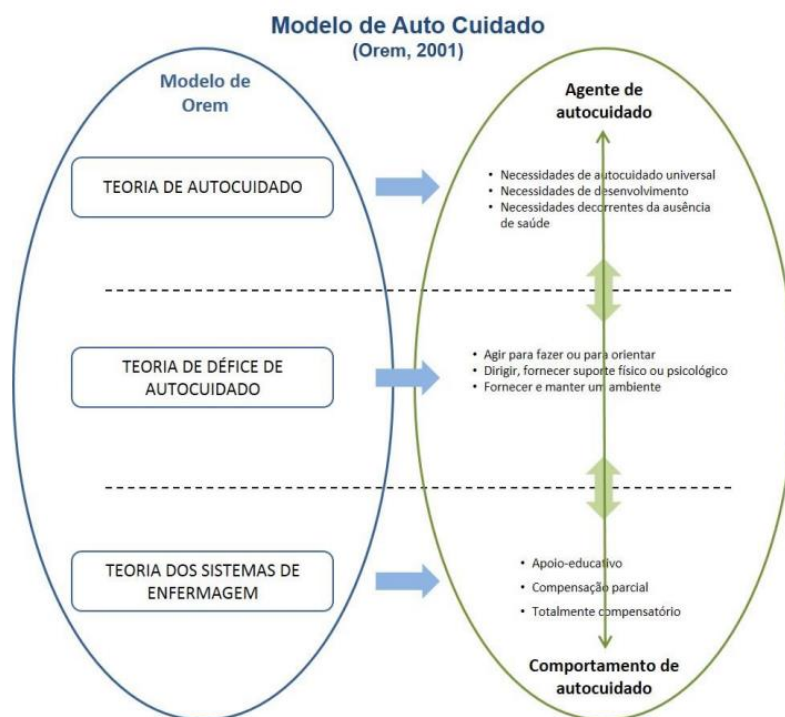 Modelo de Auto Cuidado
(Orem, 2001)
Modelo de
Orem
TEORIA DE AUTOCUIDADO
TEORIA DE DÉFICE DE
AUTOCUIDADO
TEORIA DOS SISTEMAS DE
ENFERMAGEM
Agente de
autocuidado
• Necessidades de autocuidado universal
• Necessidades de desenvolvimento
• Necessidades decorrentes da ausência
de saúde
• Agir para fazer ou para orientar
• Dirigir, fornecer suporte físico ou psicológico
• Fornecer e manter um ambiente
• Apoio-educativo
• Compensação parcial
• Totalmente compensatório
Comportamento de
autocuidado